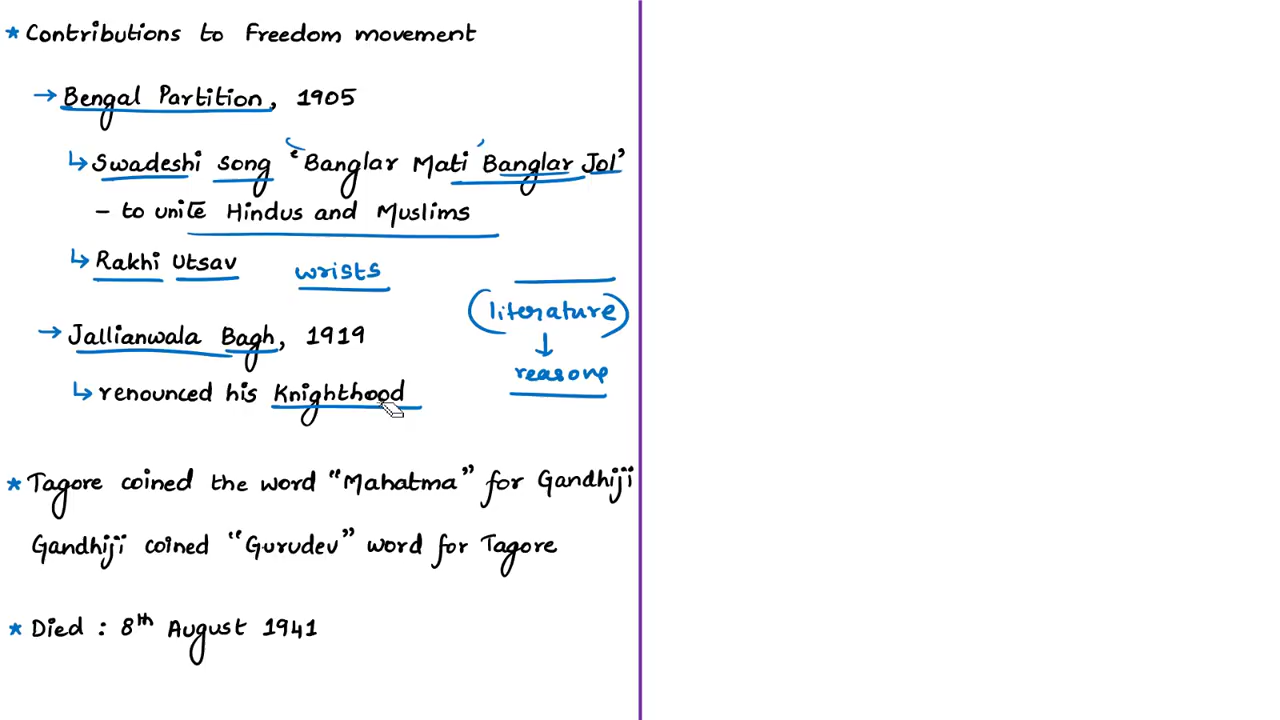 * Contributions to Freedom movement
→ Bengal Partition, 1905
↳ Swadeshi song ‘Banglar Mati Banglar Jol’
– to unite Hindus and Muslims
↳ Rakhi Utsav
wrists
(literature)
↓
→ Jallianwala Bagh, 1919
↳ renounced his Knighthood
* Tagore coined the word “Mahatma” for Gandhiji
Gandhiji coined “Gurudev” word for Tagore
* Died : 8th August 1941